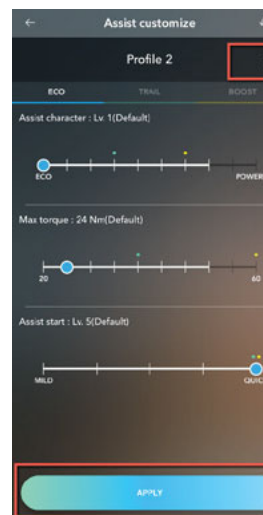 Assist customize
Profile 2
ECO TRAIL BOOST
Assist character : Lv. 1(Default)
ECO POWER
Max torque : 24 Nm(Default)
20 60
Assist start : Lv. 5(Default)
MILD QUIC
APPLY